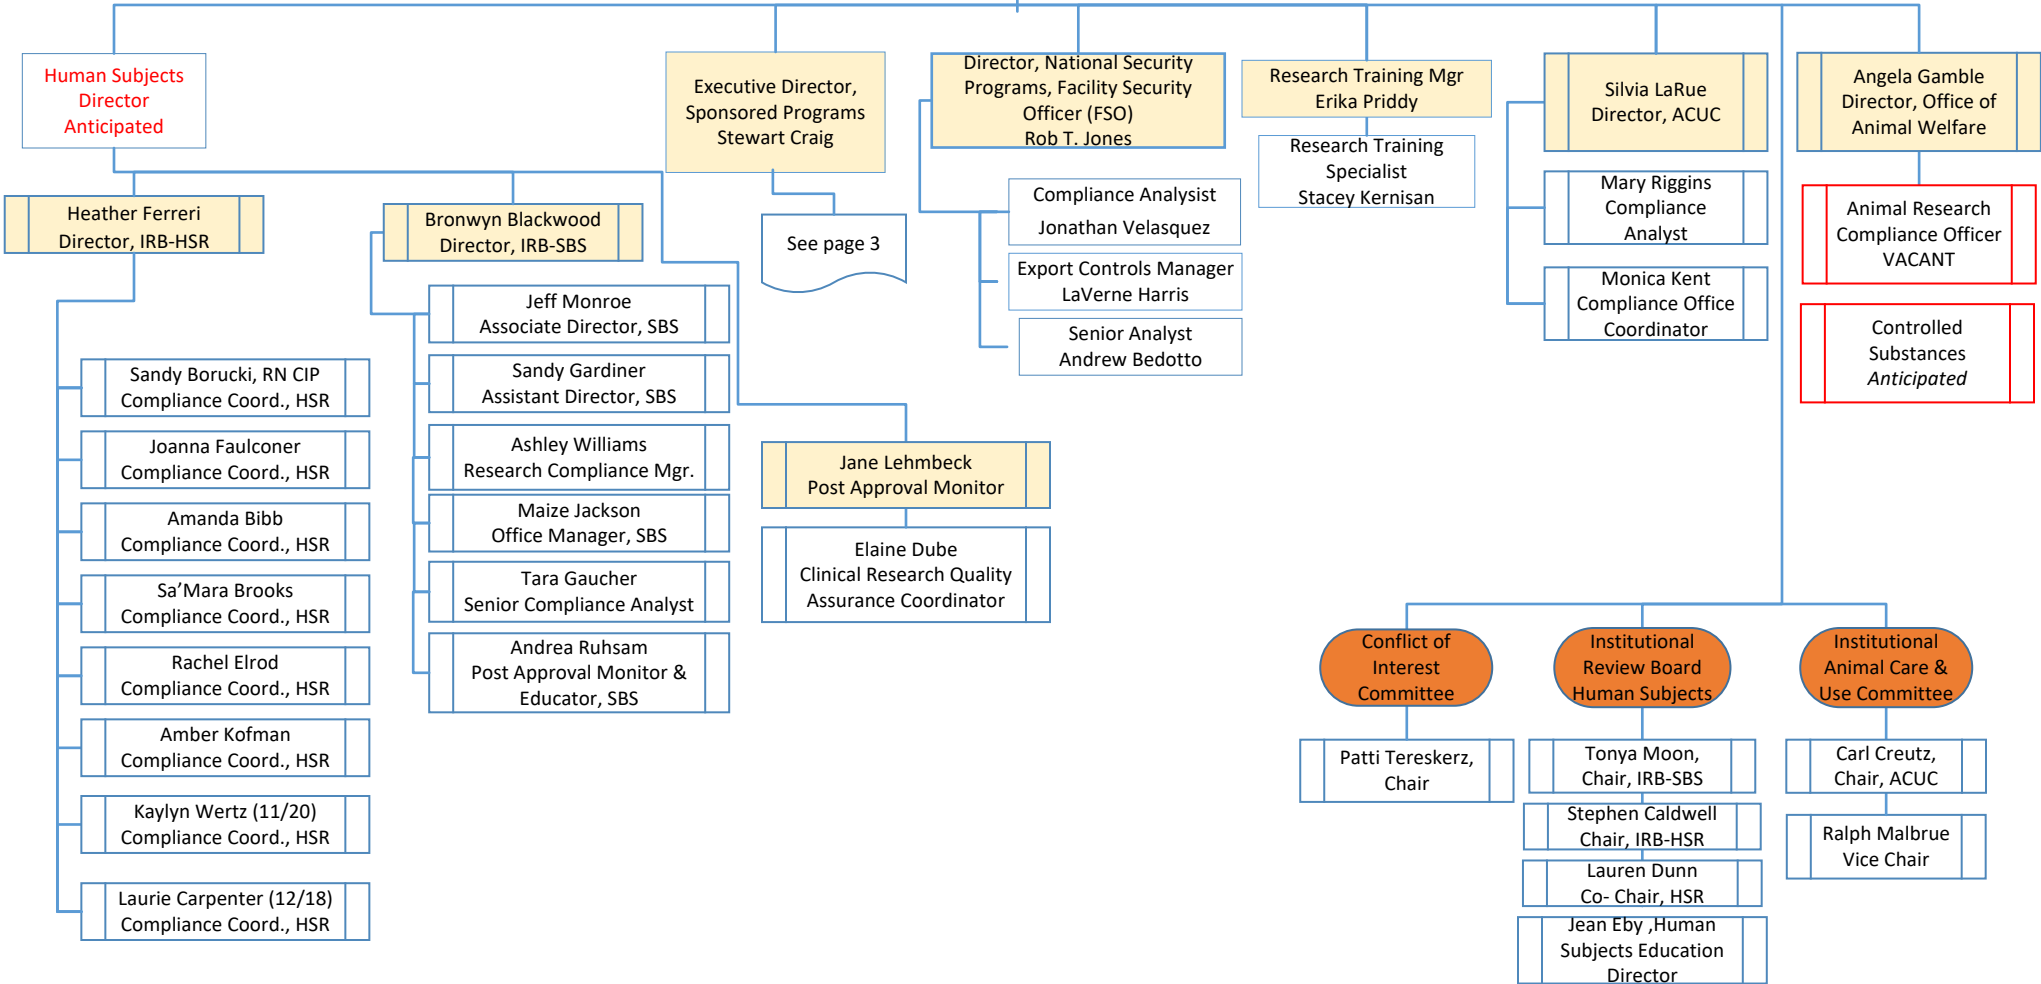 Human Subjects
Director
Anticipated
Executive Director,
Sponsored Programs
Stewart Craig
Director, National Security
Programs, Facility Security
Officer (FSO)
Rob T. Jones
Research Training Mgr
Erika Priddy
Silvia LaRue
Director, ACUC
Angela Gamble
Director, Office of
Animal Welfare
Research Training
Specialist
Stacey Kernisan
Heather Ferreri
Director, IRB-HSR
Bronwyn Blackwood
Director, IRB-SBS
See page 3
Compliance Analysist
Jonathan Velasquez
Export Controls Manager
LaVerne Harris
Senior Analyst
Andrew Bedotto
Mary Riggins
Compliance
Analyst
Monica Kent
Compliance Office
Coordinator
Animal Research
Compliance Officer
VACANT
Controlled
Substances
Anticipated
Sandy Borucki, RN CIP
Compliance Coord., HSR
Joanna Faulconer
Compliance Coord., HSR
Amanda Bibb
Compliance Coord., HSR
Sa’Mara Brooks
Compliance Coord., HSR
Rachel Elrod
Compliance Coord., HSR
Amber Kofman
Compliance Coord., HSR
Kaylyn Wertz (11/20)
Compliance Coord., HSR
Laurie Carpenter (12/18)
Compliance Coord., HSR
Jeff Monroe
Associate Director, SBS
Sandy Gardiner
Assistant Director, SBS
Ashley Williams
Research Compliance Mgr.
Maize Jackson
Office Manager, SBS
Tara Gaucher
Senior Compliance Analyst
Andrea Ruhsam
Post Approval Monitor &
Educator, SBS
Jane Lehmbeck
Post Approval Monitor
Elaine Dube
Clinical Research Quality
Assurance Coordinator
Conflict of
Interest
Committee
Patti Tereskerz,
Chair
Institutional
Review Board
Human Subjects
Tonya Moon,
Chair, IRB-SBS
Stephen Caldwell
Chair, IRB-HSR
Lauren Dunn
Co- Chair, HSR
Jean Eby ,Human
Subjects Education
Director
Institutional
Animal Care &
Use Committee
Carl Creutz,
Chair, ACUC
Ralph Malbrue
Vice Chair